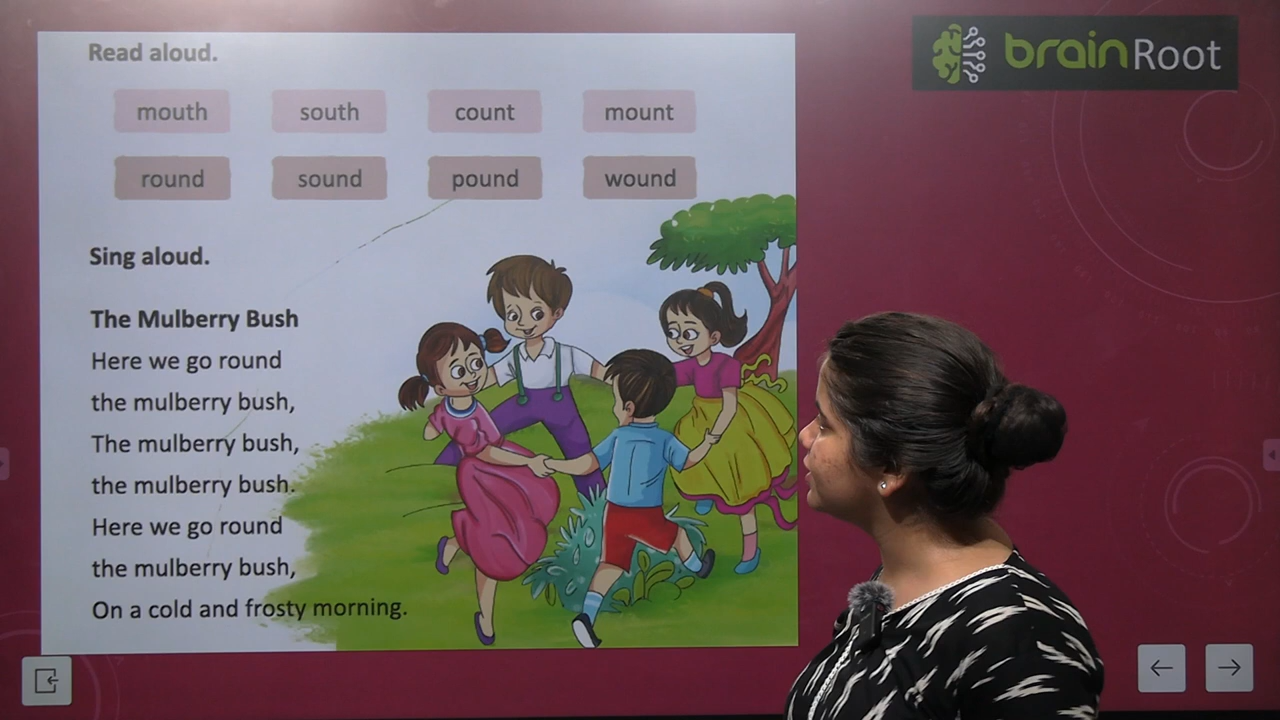 Read aloud.
mouth south count mount
round sound pound wound
Sing aloud.
The Mulberry Bush
Here we go round
the mulberry bush,
The mulberry bush,
the mulberry bush.
Here we go round
the mulberry bush,
On a cold and frosty morning.
brainRoot